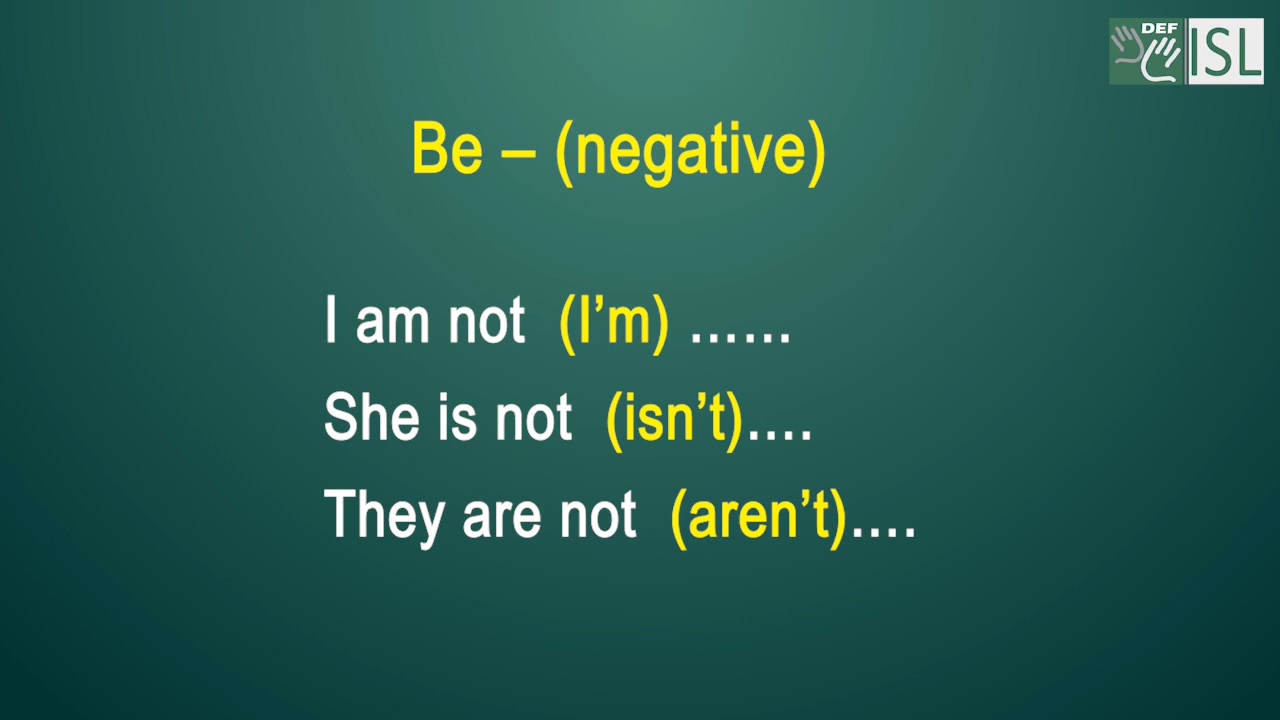 DEF
ISL
Be – (negative)
I am not (I’m) ......
She is not (isn’t)....
They are not (aren’t)....